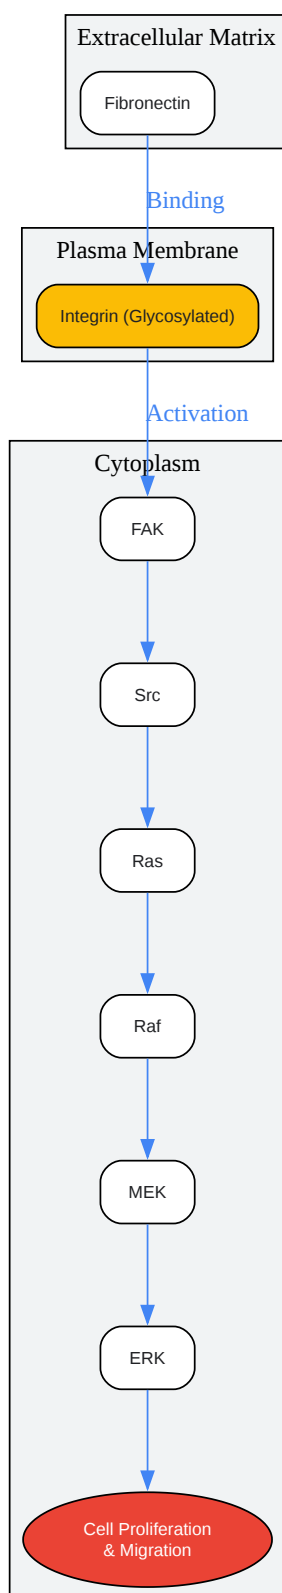 Extracellular Matrix
Fibronectin
Binding
Plasma Membrane
Integrin (Glycosylated)
Activation
Cytoplasm
FAK
Src
Ras
Raf
MEK
ERK
Cell Proliferation
& Migration